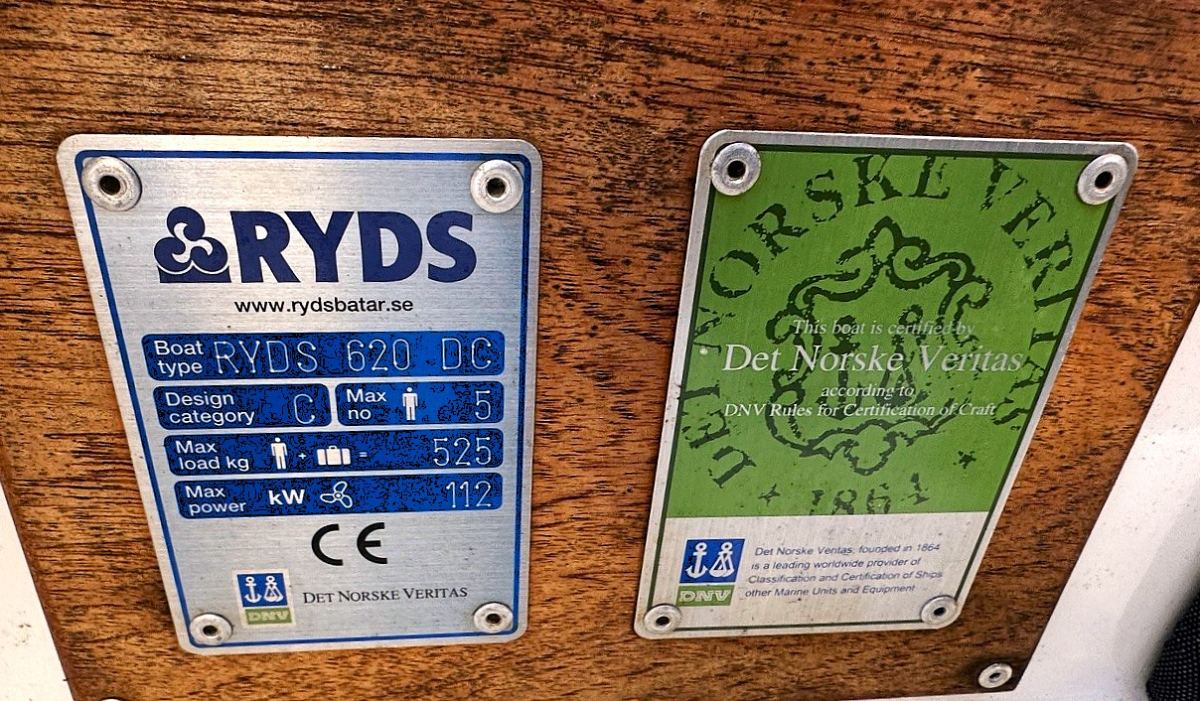 RYDS
www.rydsbatar.se
Boat type RYDS 620 DC
Design category C
Max no 5
Max load kg + = 525
Max power kW 112
CE
DNV DET NORSKE VERITAS
DET NORSKE VERITAS
1864
This boat is certified by
Det Norske Veritas
according to
DNV Rules for Certification of Craft
DNV
Det Norske Veritas, founded in 1864
is a leading worldwide provider of
Classification and Certification of Ships
other Marine Units and Equipment